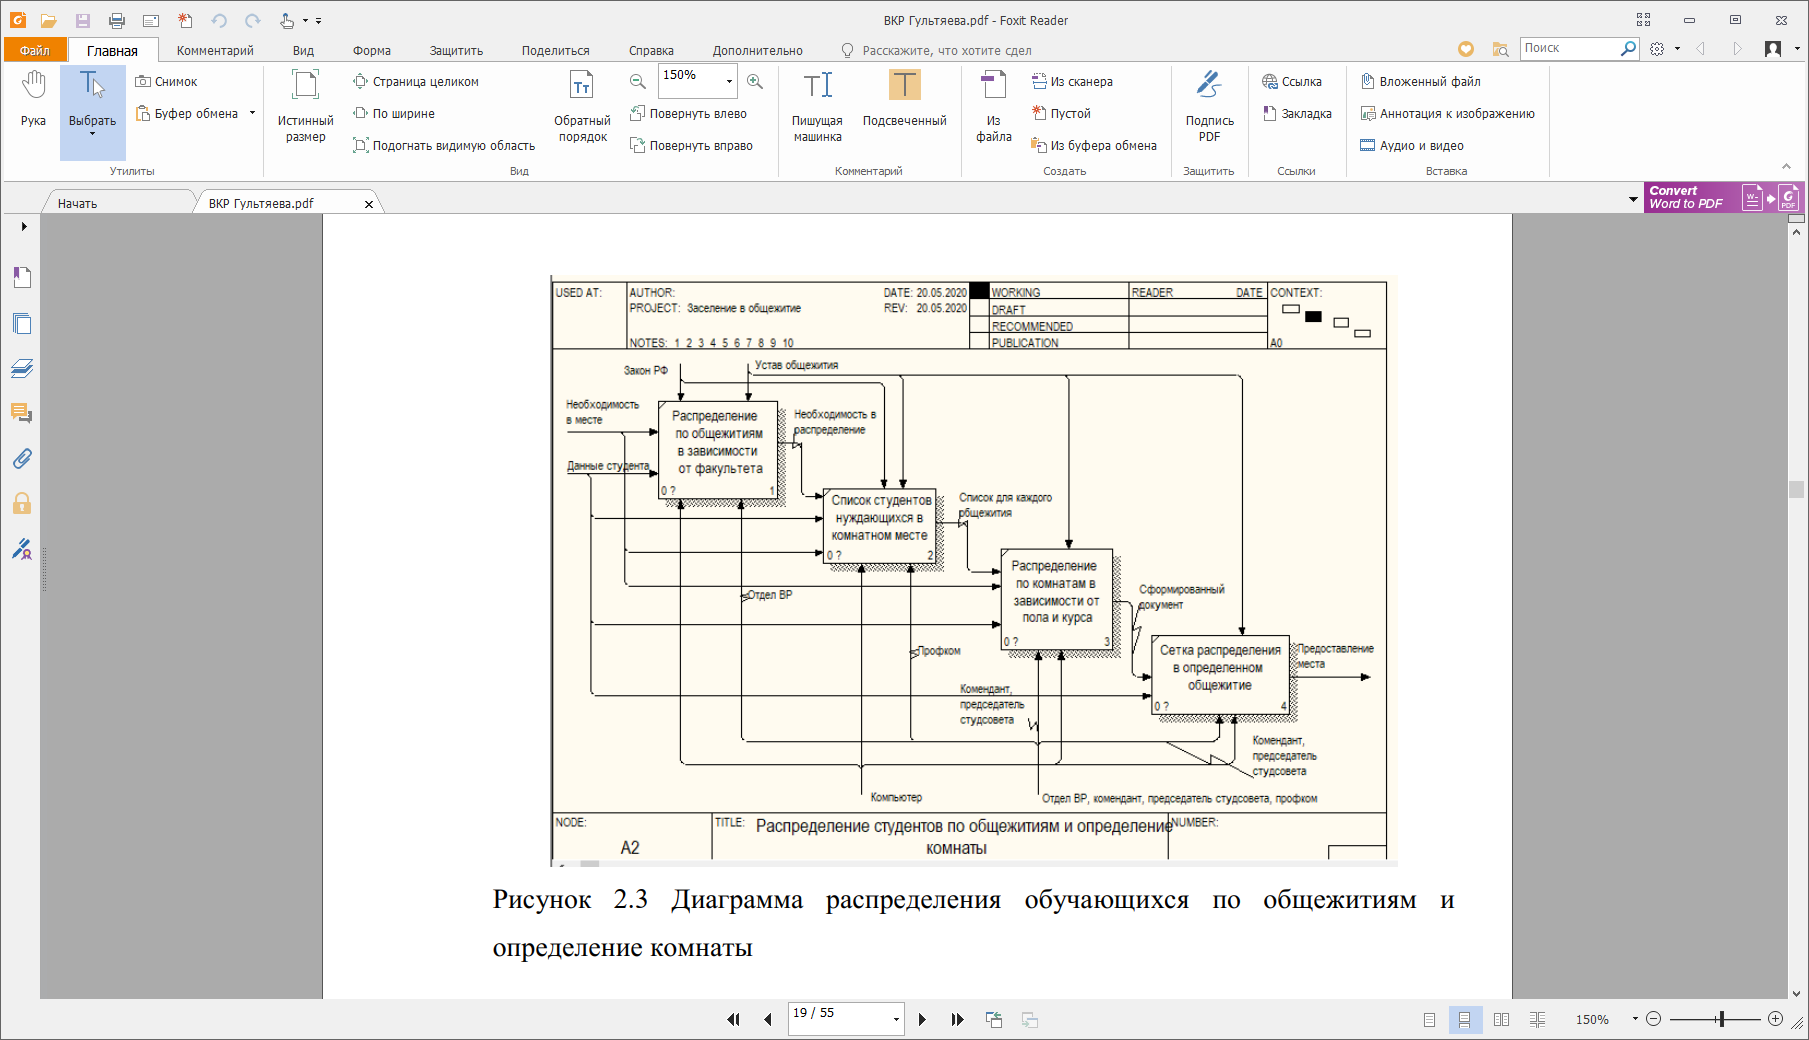 ВКР Гультяева.pdf - Foxit Reader
Файл
Главная
Комментарий
Вид
Форма
Защитить
Поделиться
Справка
Дополнительно
Расскажите, что хотите сдел
Поиск
Рука
Выбрать
Снимок
Буфер обмена
Утилиты
Истинный
размер
Страница целиком
По ширине
Подогнать видимую область
Обратный
порядок
150%
Повернуть влево
Повернуть вправо
Вид
Пишущая
машинка
Подсвеченный
Комментарий
Из
файла
Из сканера
Пустой
Из буфера обмена
Создать
Подпись
PDF
Защитить
Ссылка
Закладка
Ссылки
Вложенный файл
Аннотация к изображению
Аудио и видео
Вставка
Начать
ВКР Гультяева.pdf
Convert
Word to PDF
USED AT:
AUTHOR:
DATE: 20.05.2020
PROJECT: Заселение в общежитие
REV: 20.05.2020
NOTES: 1 2 3 4 5 6 7 8 9 10
WORKING
DRAFT
RECOMMENDED
PUBLICATION
READER
DATE
CONTEXT:
A0
Закон РФ
Устав общежития
Необходимость
в месте
Данные студента
Распределение
по общежитиям
в зависимости
от факультета
0 ?
1
Необходимость в
распределение
Список студентов
нуждающихся в
комнатном месте
0 ?
2
Список для каждого
общежития
Распределение
по комнатам в
зависимости от
пола и курса
0 ?
3
Сформированный
документ
Сетка распределения
в определенном
общежитие
0 ?
4
Предоставление
места
Отдел ВР
Профком
Комендант,
председатель
студсовета
Комендант,
председатель
студсовета
Компьютер
Отдел ВР, комендант, председатель студсовета, профком
NODE:
A2
TITLE:
Распределение студентов по общежитиям и определение
комнаты
NUMBER:
Рисунок 2.3 Диаграмма распределения обучающихся по общежитиям и
определение комнаты
19 / 55
150%